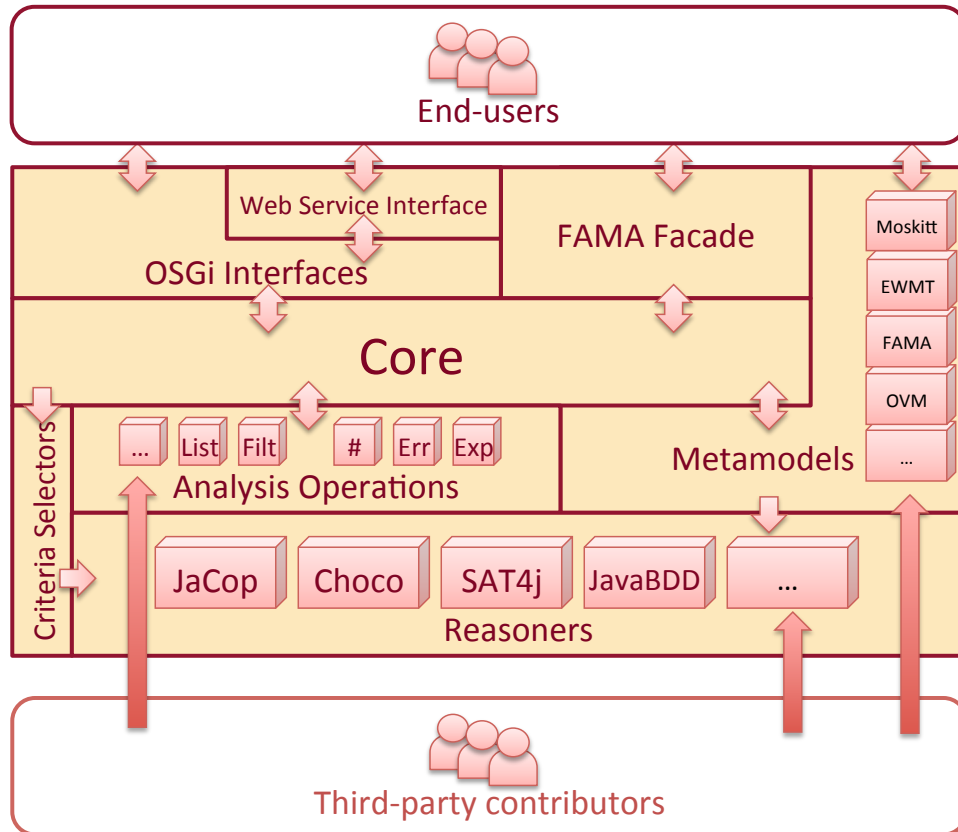 End-users
Web Service Interface
OSGi Interfaces
FAMA Facade
Moskitt
EWMT
FAMA
OVM
...
Core
Criteria Selectors
... List Filt # Err Exp
Analysis Operations
Metamodels
JaCop Choco SAT4j JavaBDD ...
Reasoners
Third-party contributors